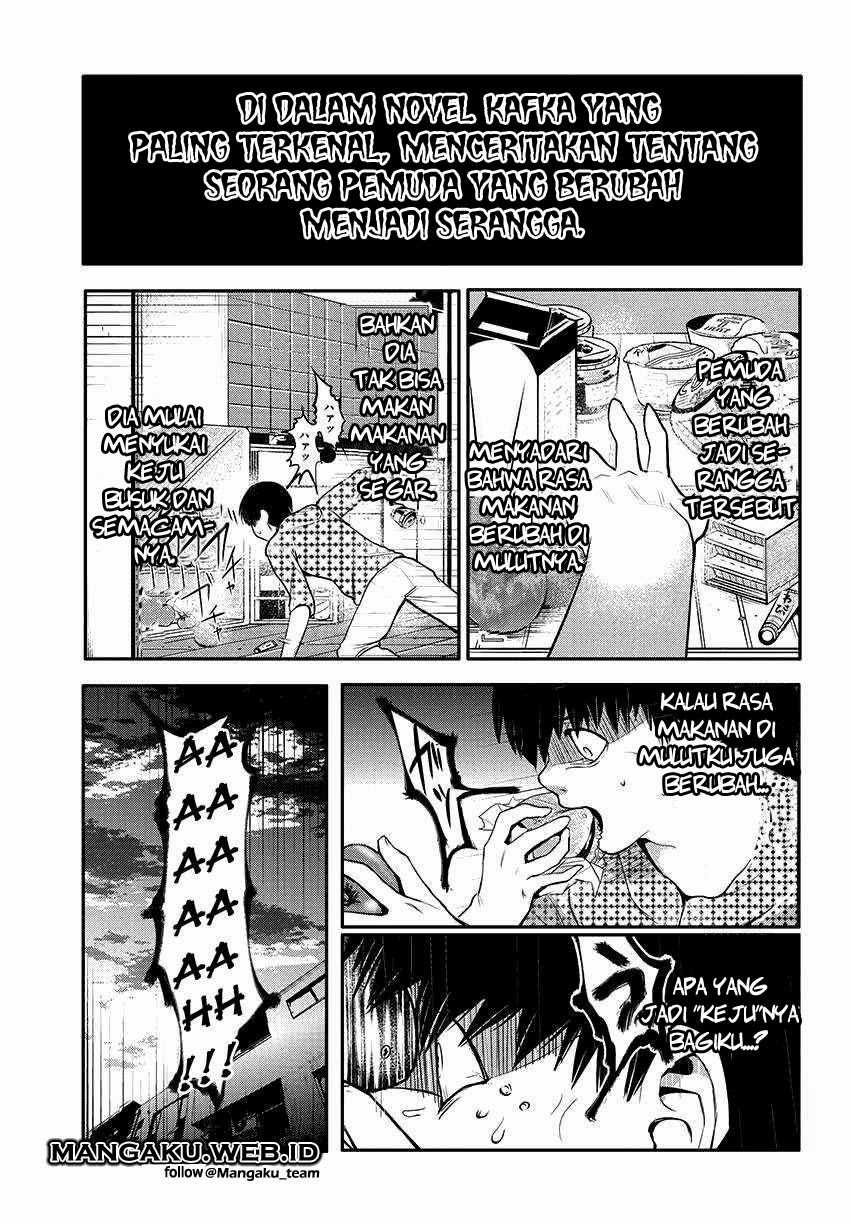 DI DALAM NOVEL KAFKA YANG
PALING TERKENAL, MENCERITAKAN TENTANG
SEORANG PEMUDA YANG BERUBAH
MENJADI SERANGGA.
PEMUDA
YANG
BERUBAH
JADI SE-
RANGGA
TERSEBUT
MENYADARI
BAHWA RASA
MAKANAN
BERUBAH DI
MULUTNYA.
BAHKAN
DIA
TAK BISA
MAKAN
MAKANAN
YANG
SEGAR.
DIA MULAI
MENYUKAI
KEJU
BUSUK DAN
SEMACAM-
NYA.
KALAU RASA
MAKANAN DI
MULUTKU JUGA
BERUBAH...
APA YANG
JADI "KEJU"NYA
BAGIKU...?
AA
AA
AA
AA
AA
HH
!!!
MANGAKU.WEB.ID
follow @Mangaku_team